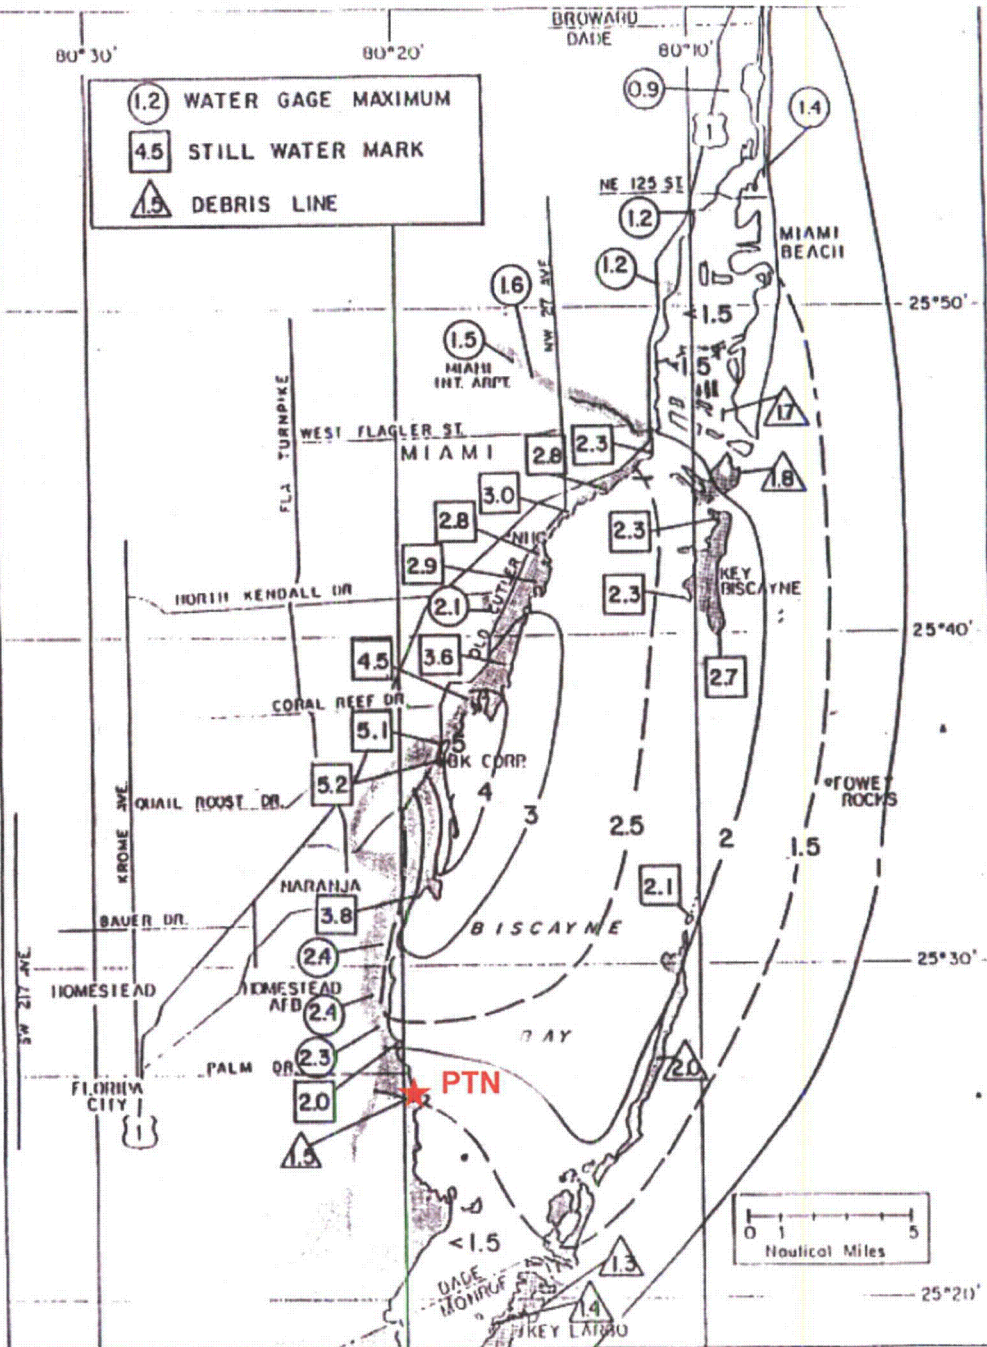 BROWARD
DADE
80°30'
80°20'
80°10'
1.2 WATER GAGE MAXIMUM
4.5 STILL WATER MARK
1.5 DEBRIS LINE
0.9
1.4
1
NE 125 ST.
1.2
MIAMI
BEACH
1.2
1.6
NW 27 AVE.
25°50'
<1.5
1.5
MIAMI
INT. ARPT.
1.5
FLA TURNPIKE
1.7
WEST FLAGLER ST.
MIAMI
2.8
2.3
1.8
3.0
2.8
NHC
2.3
2.9
KEY
BISCAYNE
NORTH KENDALL DR
2.1
OLD CUTLER
2.3
25°40'
4.5
3.6
2.7
CORAL REEF DR.
5.1
5
BK CORP.
5.2
QUAIL ROOST DR.
KROME AVE.
4
3
2.5
2
1.5
FOWEY
ROCKS
NARANJA
2.1
3.8
BAUER DR.
BISCAYNE
2.4
25°30'
HOMESTEAD
HOMESTEAD
AFB
2.4
SW 217 AVE.
BAY
2.3
PALM DR.
2.0
FLORIDA
CITY
2.0
PTN
1
1.5
0 1 5
Nautical Miles
<1.5
1.3
DADE
MONROE
1.4
25°20'
KEY LARGO